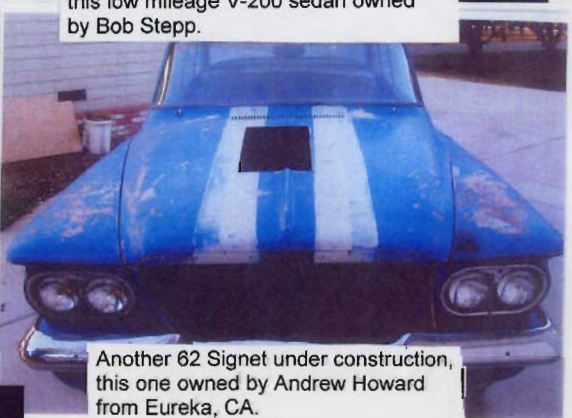 this low mileage V-200 sedan owned
by Bob Stepp.
Another 62 Signet under construction,
this one owned by Andrew Howard
from Eureka, CA.